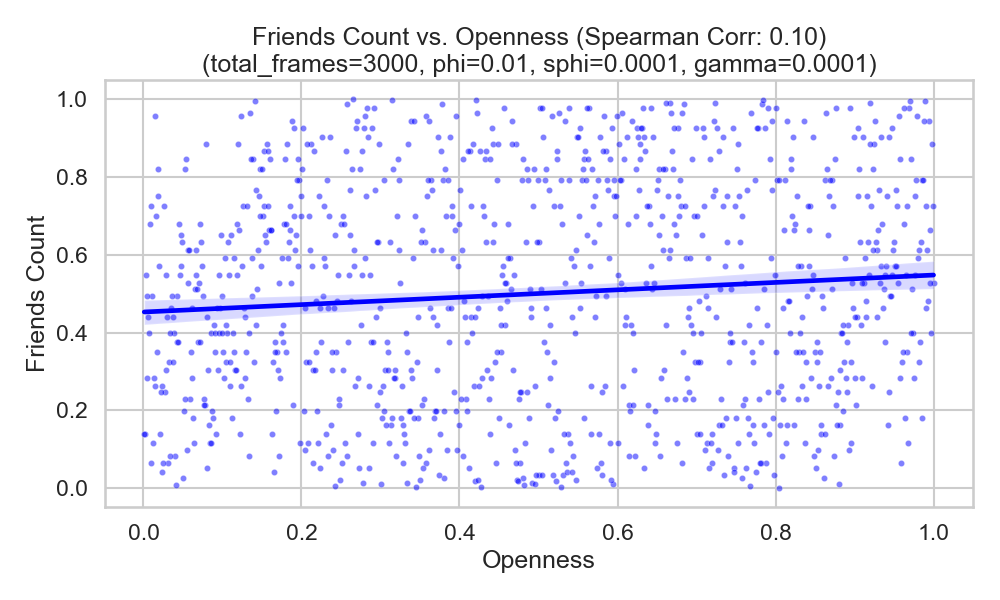 Friends Count vs. Openness (Spearman Corr: 0.10)
(total_frames=3000, phi=0.01, sphi=0.0001, gamma=0.0001)
1.0
0.8
0.6
0.4
0.2
0.0
Friends Count
0.0 0.2 0.4 0.6 0.8 1.0
Openness